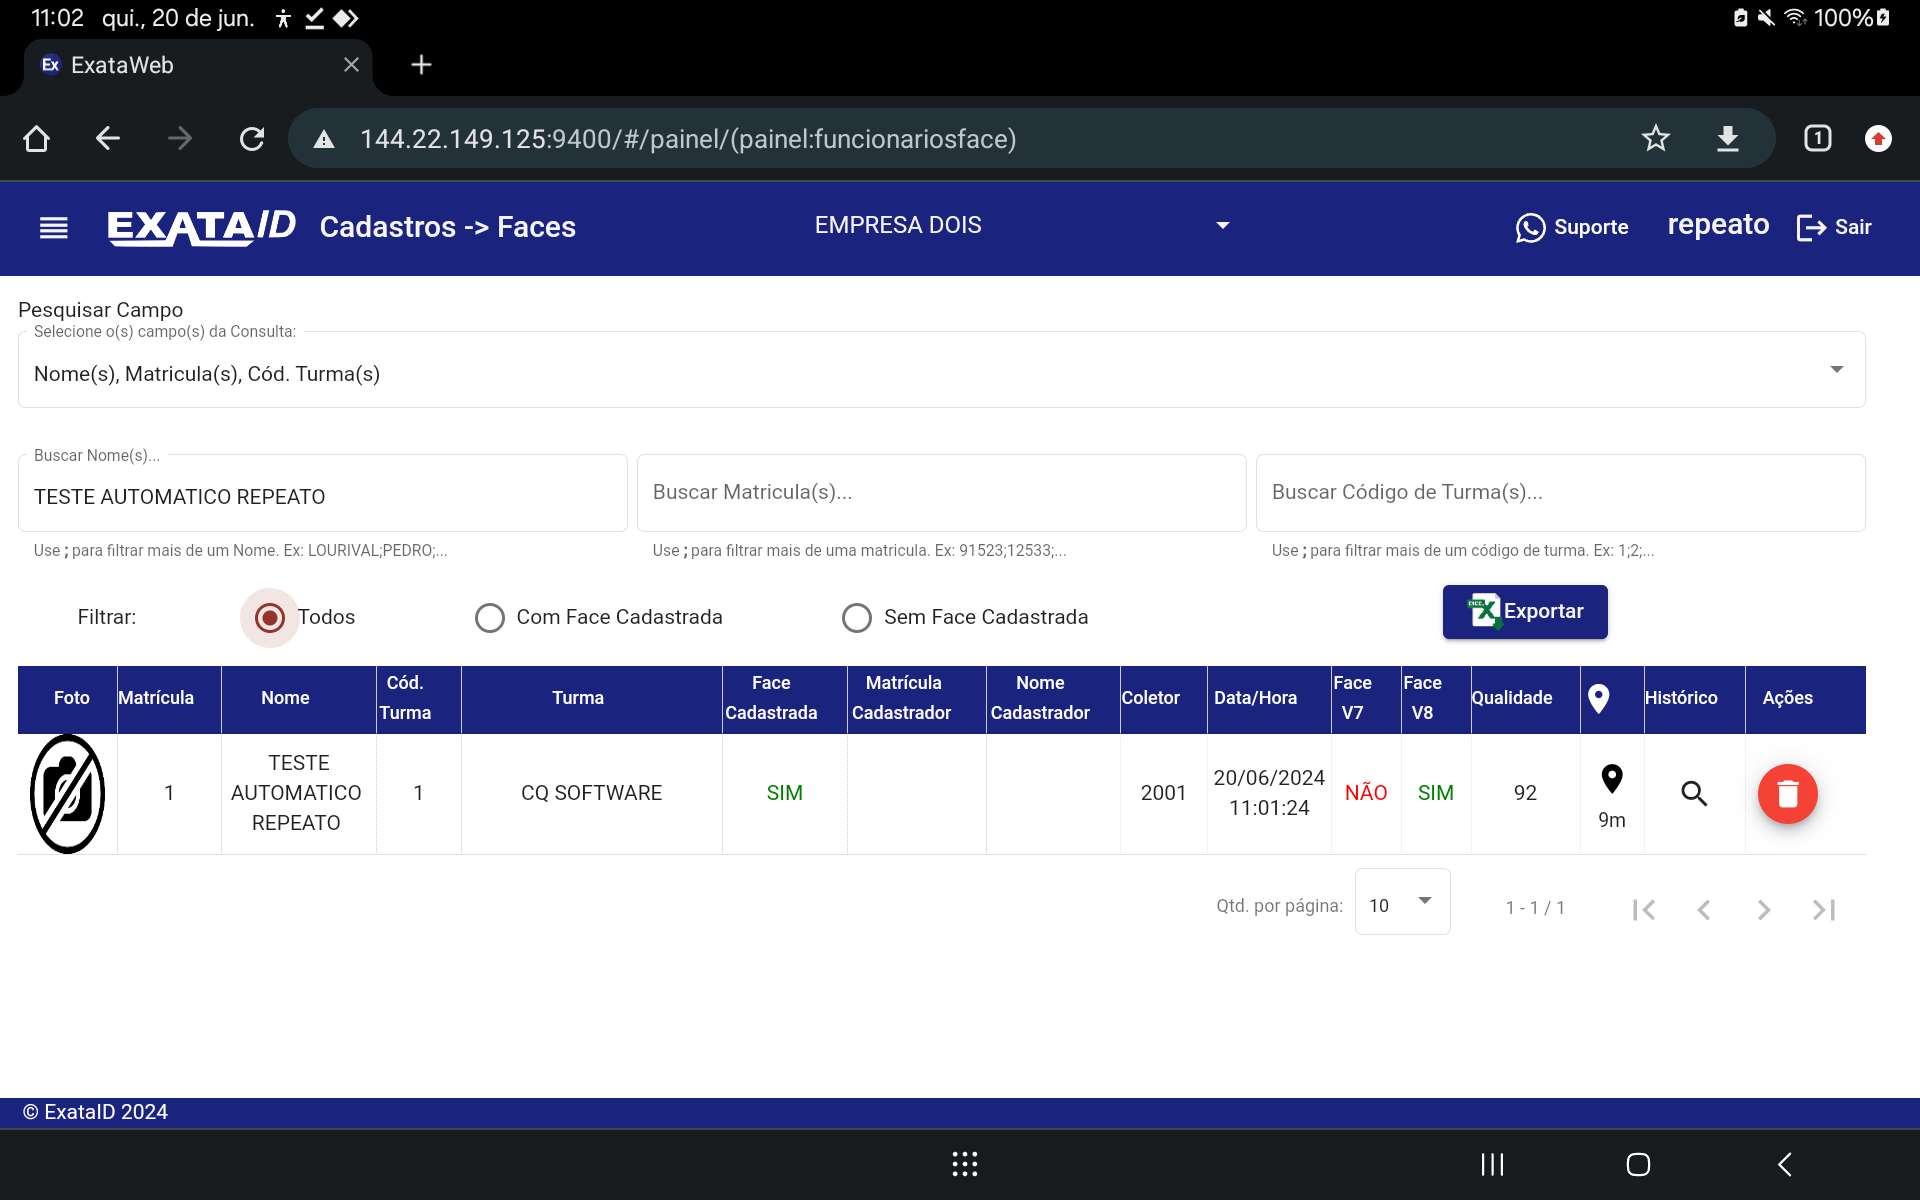 11:02 qui., 20 de jun. 100%
Ex ExataWeb
144.22.149.125:9400/#/painel/(painel:funcionariosface) 1
EXATA ID Cadastros -> Faces EMPRESA DOIS Suporte repeato Sair
Pesquisar Campo
Selecione o(s) campo(s) da Consulta:
Nome(s), Matricula(s), Cód. Turma(s)
Buscar Nome(s)...
TESTE AUTOMATICO REPEATO Buscar Matricula(s)... Buscar Código de Turma(s)...
Use ; para filtrar mais de um Nome. Ex: LOURIVAL;PEDRO;... Use ; para filtrar mais de uma matricula. Ex: 91523;12533;... Use ; para filtrar mais de um código de turma. Ex: 1;2;...
Filtrar: Todos Com Face Cadastrada Sem Face Cadastrada Exportar
Foto Matrícula Nome Cód. Turma Turma Face Cadastrada Matrícula Cadastrador Nome Cadastrador Coletor Data/Hora Face V7 Face V8 Qualidade Histórico Ações
1 TESTE AUTOMATICO REPEATO 1 CQ SOFTWARE SIM 2001 20/06/2024 11:01:24 NÃO SIM 92 9m
Qtd. por página: 10 1 - 1 / 1
© ExataID 2024